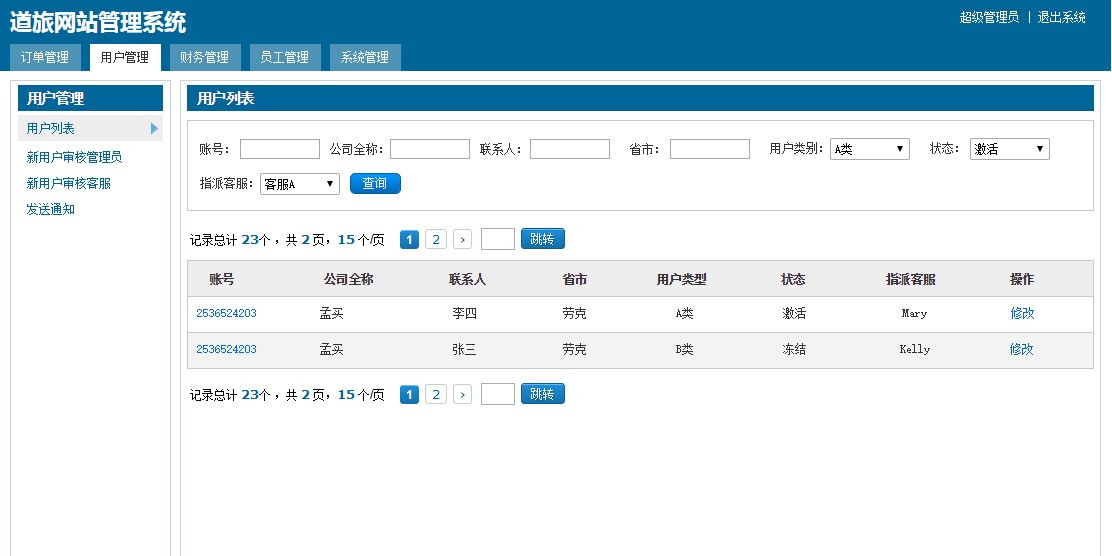 道旅网站管理系统
超级管理员 | 退出系统
订单管理 用户管理 财务管理 员工管理 系统管理
用户管理
用户列表
新用户审核管理员
新用户审核客服
发送通知
用户列表
账号： 公司全称： 联系人： 省市： 用户类别： A类 状态： 激活
指派客服： 客服A 查询
记录总计 23个 ，共 2 页，15 个/页 1 2 › 跳转
账号 公司全称 联系人 省市 用户类型 状态 指派客服 操作
2536524203 孟买 李四 劳克 A类 激活 Mary 修改
2536524203 孟买 张三 劳克 B类 冻结 Kelly 修改
记录总计 23个 ，共 2 页，15 个/页 1 2 › 跳转